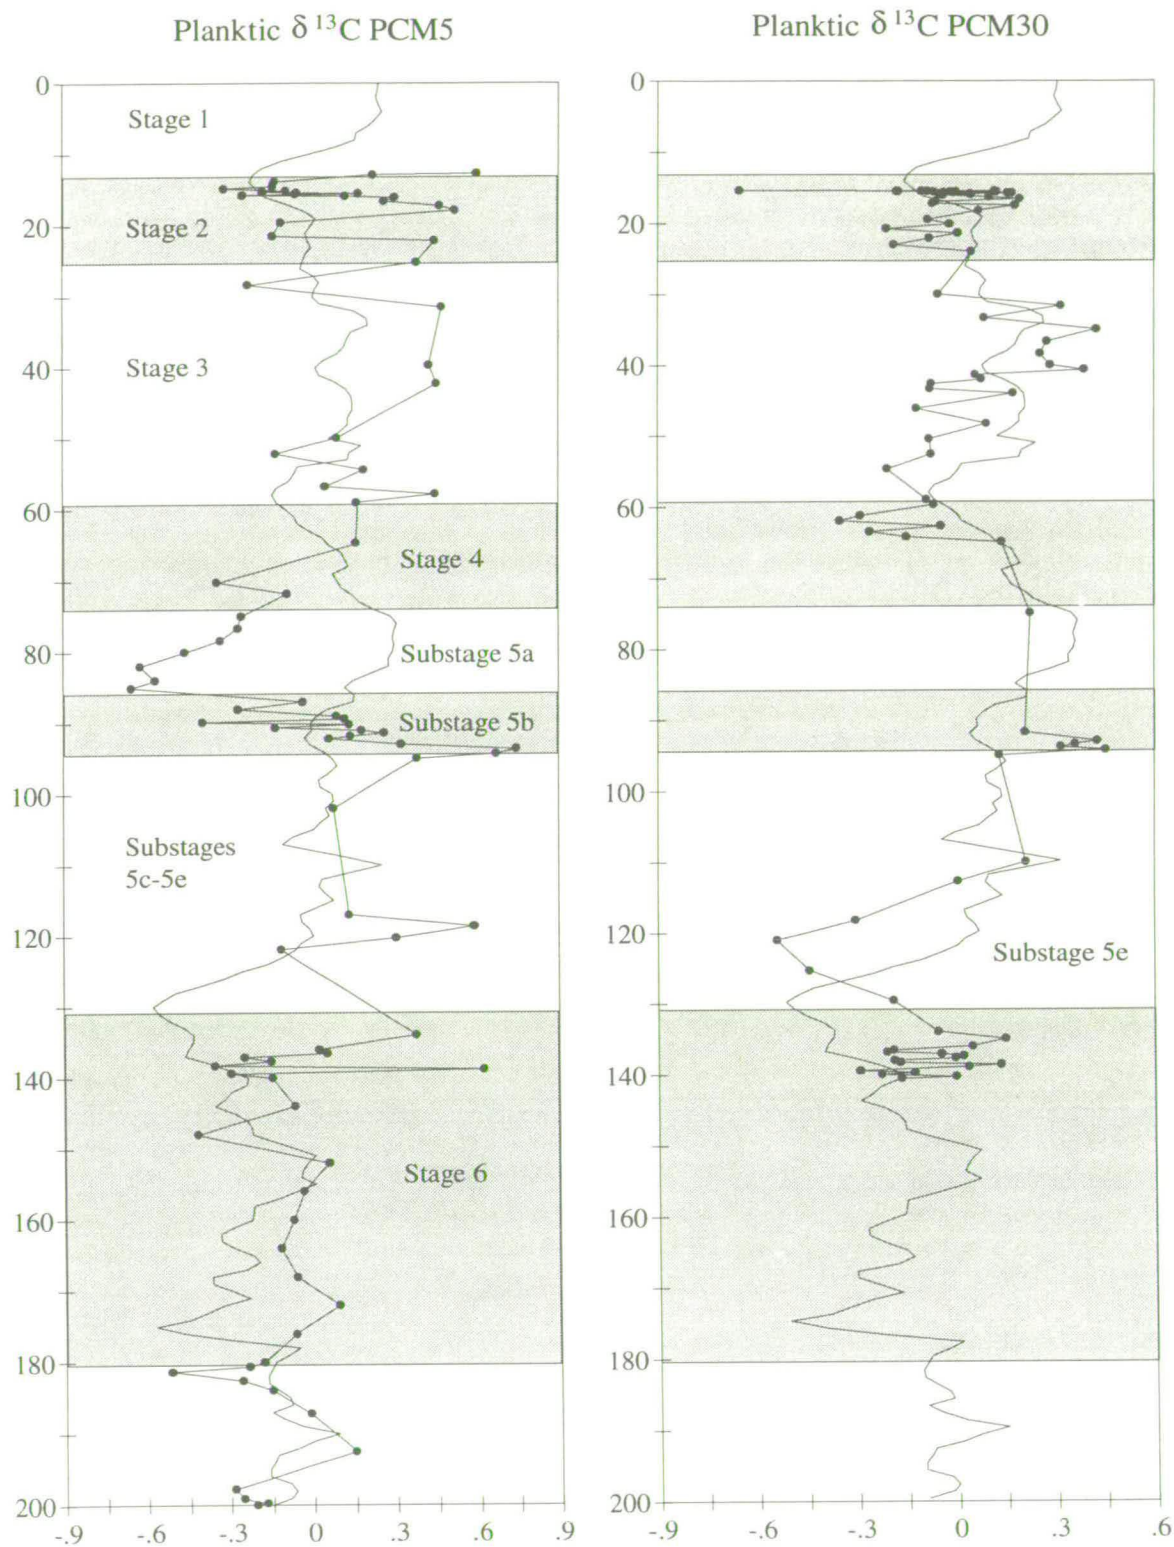 Planktic δ ¹³C PCM5
0
20
40
60
80
100
120
140
160
180
200
Stage 1
Stage 2
Stage 3
Stage 4
Substage 5a
Substage 5b
Substages
5c-5e
Stage 6
-.9 -.6 -.3 0 .3 .6 .9
Planktic δ ¹³C PCM30
0
20
40
60
80
100
120
140
160
180
200
Substage 5e
-.9 -.6 -.3 0 .3 .6